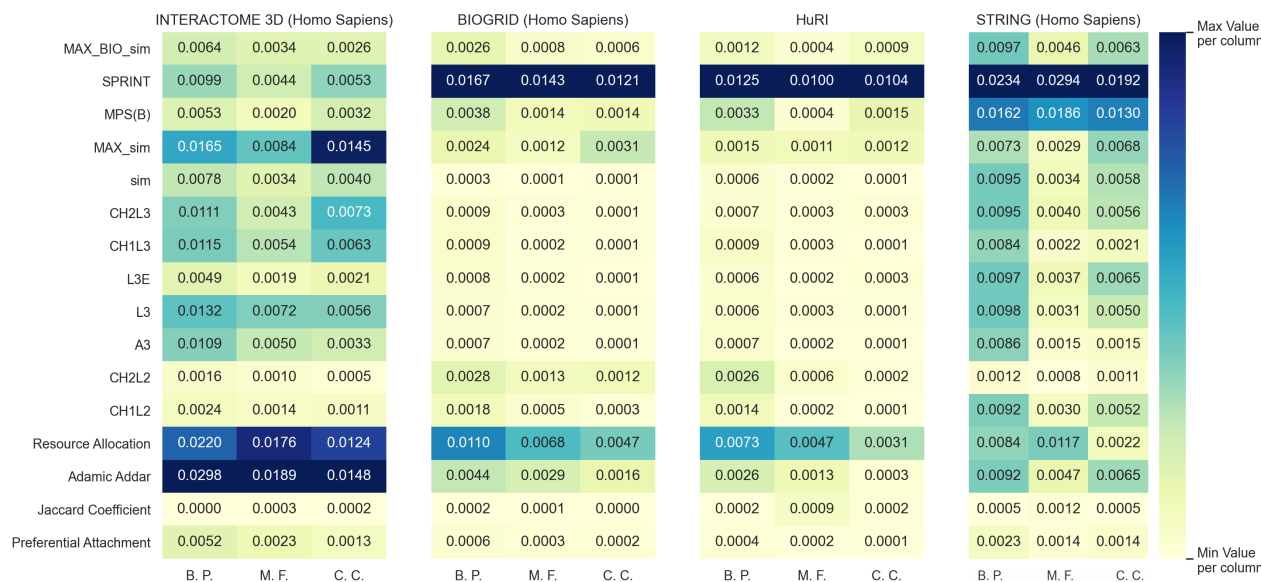 INTERACTOME 3D (Homo Sapiens) BIOGRID (Homo Sapiens) HuRI STRING (Homo Sapiens)
MAX_BIO_sim 0.0064 0.0034 0.0026 0.0026 0.0008 0.0006 0.0012 0.0004 0.0009 0.0097 0.0046 0.0063
SPRINT 0.0099 0.0044 0.0053 0.0167 0.0143 0.0121 0.0125 0.0100 0.0104 0.0234 0.0294 0.0192
MPS(B) 0.0053 0.0020 0.0032 0.0038 0.0014 0.0014 0.0033 0.0004 0.0015 0.0162 0.0186 0.0130
MAX_sim 0.0165 0.0084 0.0145 0.0024 0.0012 0.0031 0.0015 0.0011 0.0012 0.0073 0.0029 0.0068
sim 0.0078 0.0034 0.0040 0.0003 0.0001 0.0001 0.0006 0.0002 0.0001 0.0095 0.0034 0.0058
CH2L3 0.0111 0.0043 0.0073 0.0009 0.0003 0.0001 0.0007 0.0003 0.0003 0.0095 0.0040 0.0056
CH1L3 0.0115 0.0054 0.0063 0.0009 0.0002 0.0001 0.0009 0.0003 0.0001 0.0084 0.0022 0.0021
L3E 0.0049 0.0019 0.0021 0.0008 0.0002 0.0001 0.0006 0.0002 0.0003 0.0097 0.0037 0.0065
L3 0.0132 0.0072 0.0056 0.0007 0.0002 0.0001 0.0006 0.0003 0.0001 0.0098 0.0031 0.0050
A3 0.0109 0.0050 0.0033 0.0007 0.0002 0.0001 0.0007 0.0002 0.0001 0.0086 0.0015 0.0015
CH2L2 0.0016 0.0010 0.0005 0.0028 0.0013 0.0012 0.0026 0.0006 0.0002 0.0012 0.0008 0.0011
CH1L2 0.0024 0.0014 0.0011 0.0018 0.0005 0.0003 0.0014 0.0002 0.0001 0.0092 0.0030 0.0052
Resource Allocation 0.0220 0.0176 0.0124 0.0110 0.0068 0.0047 0.0073 0.0047 0.0031 0.0084 0.0117 0.0022
Adamic Addar 0.0298 0.0189 0.0148 0.0044 0.0029 0.0016 0.0026 0.0013 0.0003 0.0092 0.0047 0.0065
Jaccard Coefficient 0.0000 0.0003 0.0002 0.0002 0.0001 0.0000 0.0002 0.0009 0.0002 0.0005 0.0012 0.0005
Preferential Attachment 0.0052 0.0023 0.0013 0.0006 0.0003 0.0002 0.0004 0.0002 0.0001 0.0023 0.0014 0.0014
B. P. M. F. C. C. B. P. M. F. C. C. B. P. M. F. C. C. B. P. M. F. C. C.
Max Value
per column
Min Value
per column